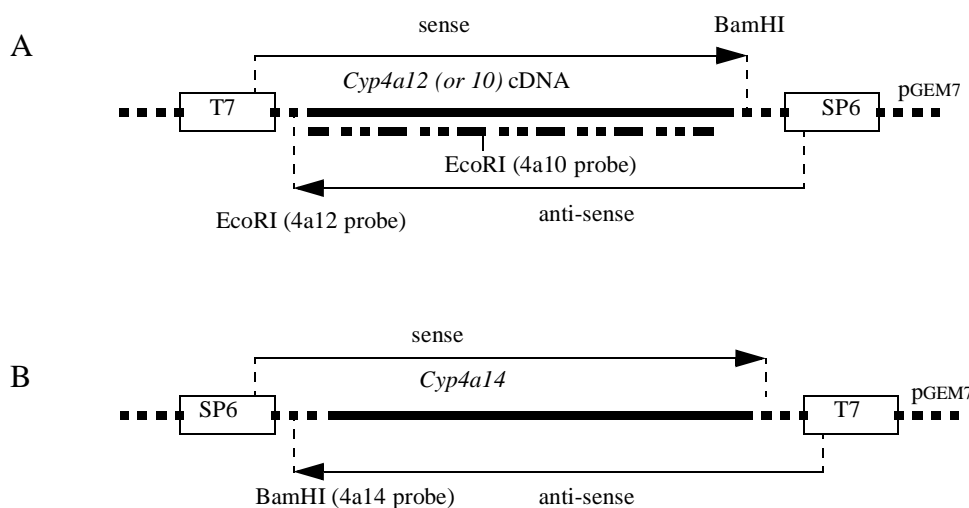 A
sense
BamHI
Cyp4a12 (or 10) cDNA
T7
SP6
pGEM7
EcoRI (4a10 probe)
anti-sense
EcoRI (4a12 probe)
B
sense
Cyp4a14
SP6
T7
pGEM7
BamHI (4a14 probe)
anti-sense